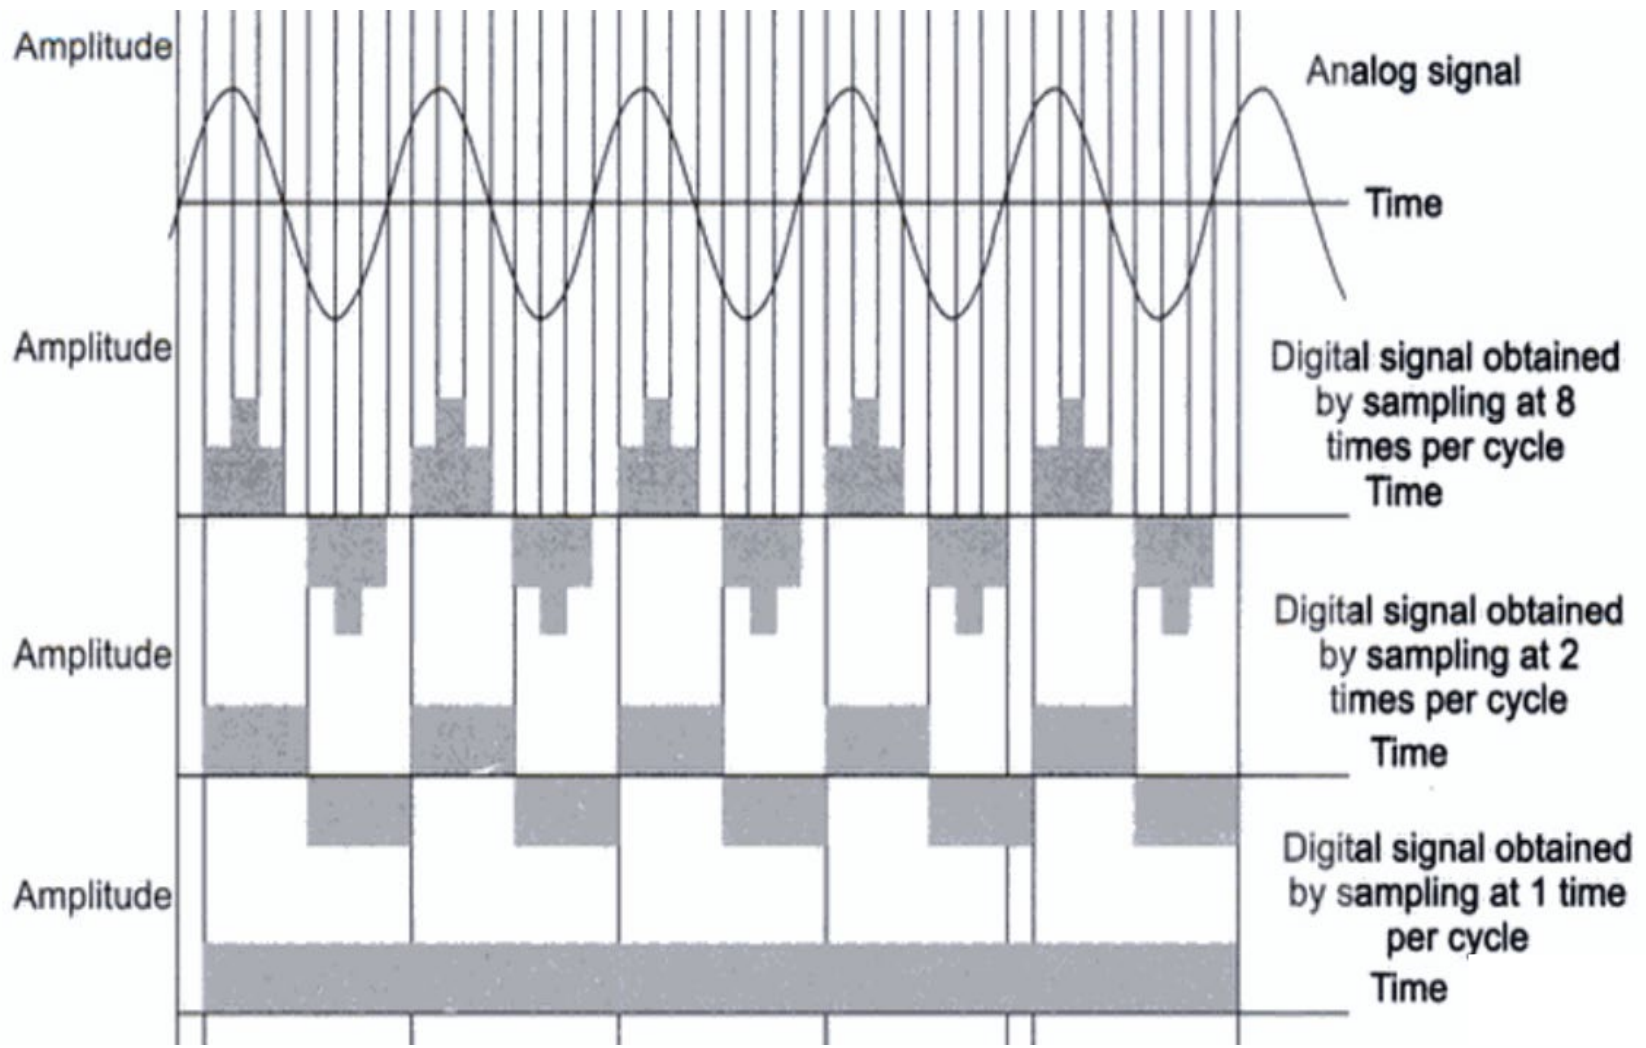 Amplitude
Analog signal
Time
Amplitude
Digital signal obtained
by sampling at 8
times per cycle
Time
Amplitude
Digital signal obtained
by sampling at 2
times per cycle
Time
Amplitude
Digital signal obtained
by sampling at 1 time
per cycle
Time